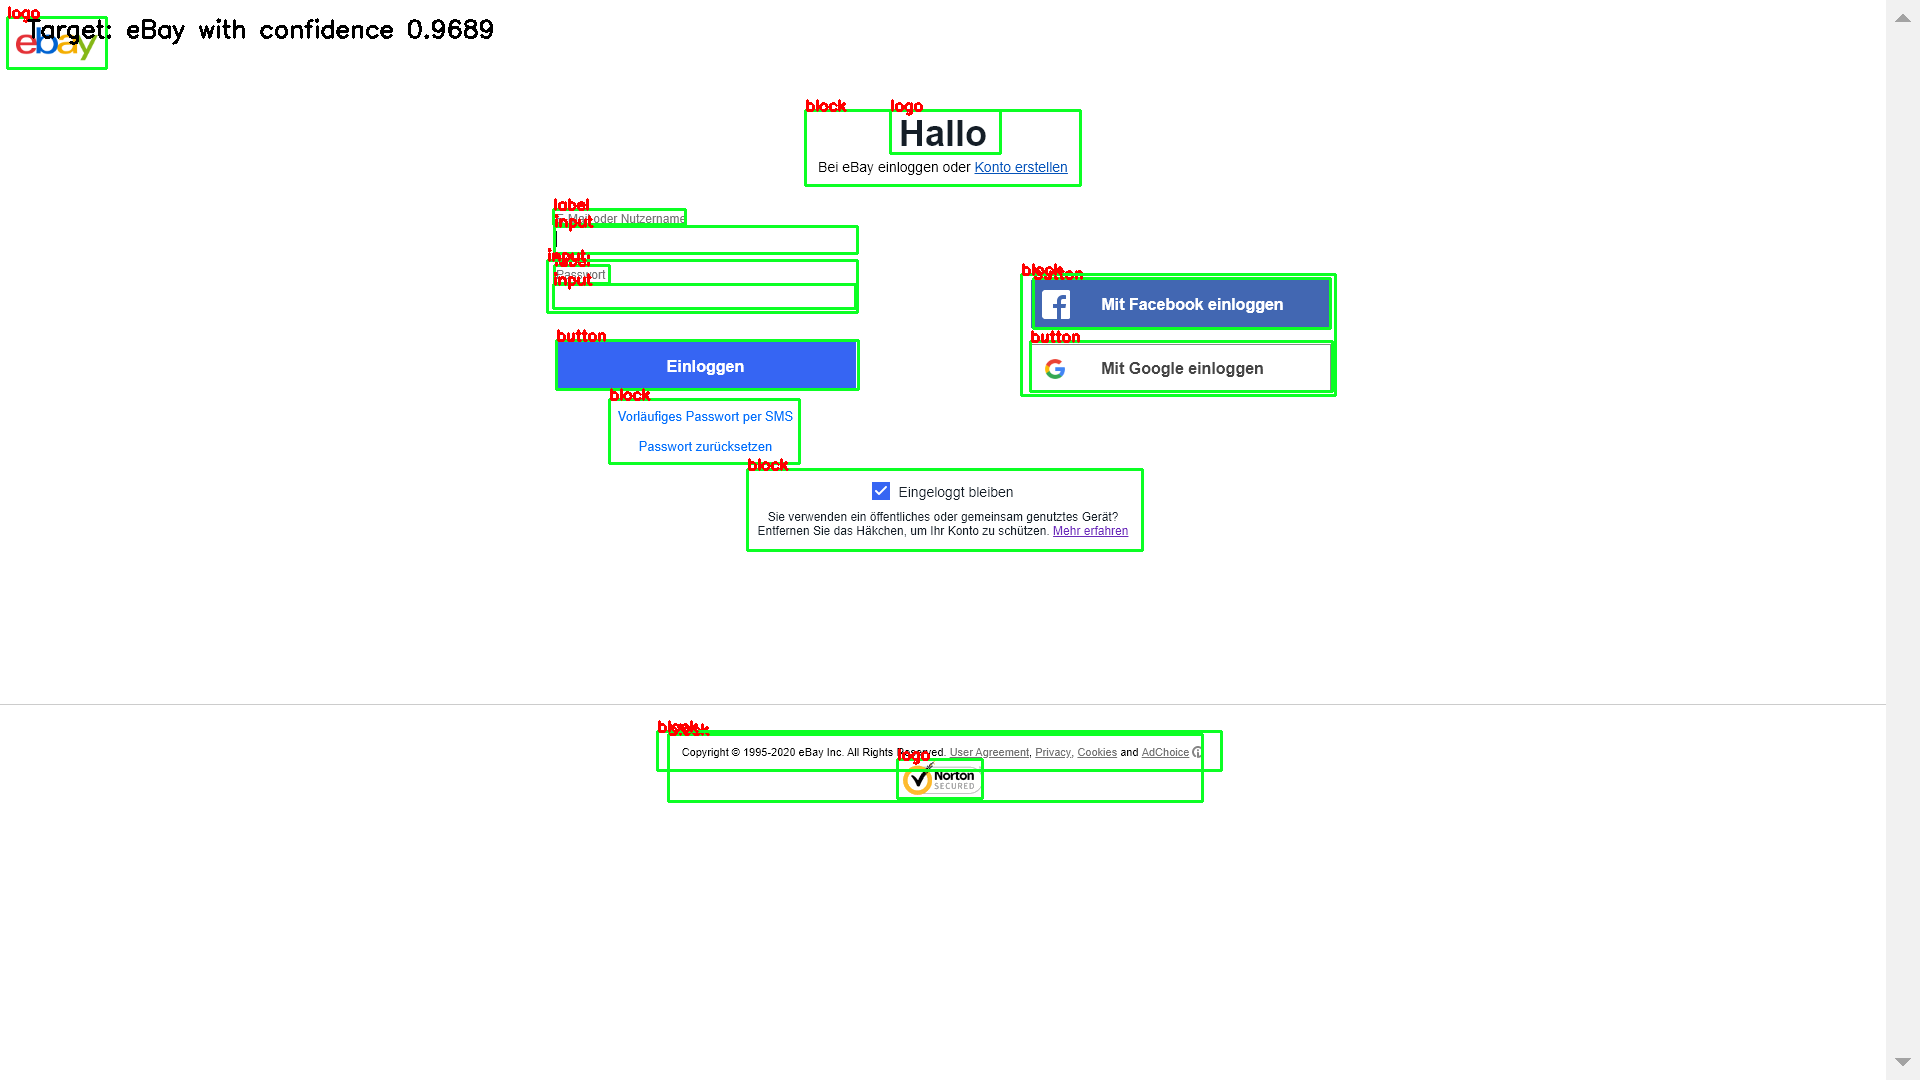 logo
Target: eBay with confidence 0.9689
ebay
block logo
Hallo
Bei eBay einloggen oder Konto erstellen
label
E-Mail oder Nutzername
input
input
label
Passwort
input
button
Einloggen
block
Vorläufiges Passwort per SMS
Passwort zurücksetzen
block
button
Mit Facebook einloggen
button
Mit Google einloggen
block
Eingeloggt bleiben
Sie verwenden ein öffentliches oder gemeinsam genutztes Gerät?
Entfernen Sie das Häkchen, um Ihr Konto zu schützen. Mehr erfahren
block
block
Copyright © 1995-2020 eBay Inc. All Rights Reserved. User Agreement, Privacy, Cookies and AdChoice
logo
Norton
SECURED